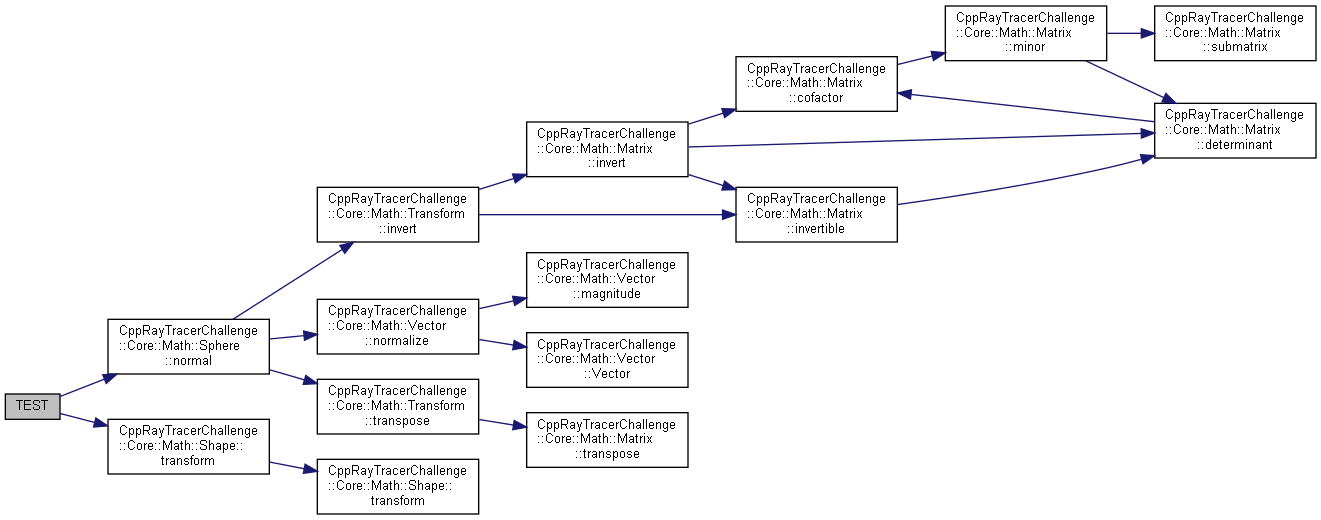 CppRayTracerChallenge
::Core::Math::Matrix
::minor
CppRayTracerChallenge
::Core::Math::Matrix
::submatrix
CppRayTracerChallenge
::Core::Math::Matrix
::cofactor
CppRayTracerChallenge
::Core::Math::Matrix
::determinant
CppRayTracerChallenge
::Core::Math::Matrix
::invert
CppRayTracerChallenge
::Core::Math::Transform
::invert
CppRayTracerChallenge
::Core::Math::Matrix
::invertible
CppRayTracerChallenge
::Core::Math::Vector
::magnitude
CppRayTracerChallenge
::Core::Math::Sphere
::normal
CppRayTracerChallenge
::Core::Math::Vector
::normalize
CppRayTracerChallenge
::Core::Math::Vector
::Vector
TEST
CppRayTracerChallenge
::Core::Math::Transform
::transpose
CppRayTracerChallenge
::Core::Math::Matrix
::transpose
CppRayTracerChallenge
::Core::Math::Shape::
transform
CppRayTracerChallenge
::Core::Math::Shape::
transform